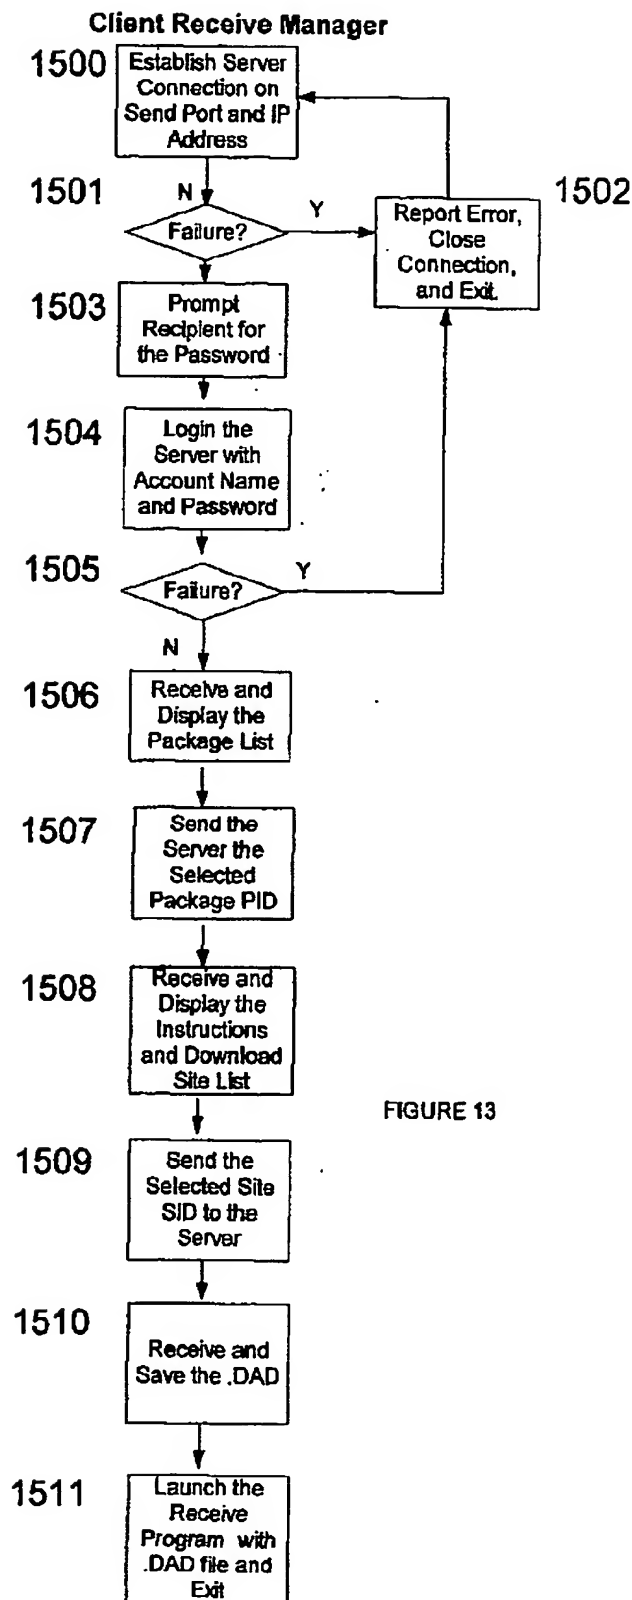 Client Receive Manager
1500
Establish Server
Connection on
Send Port and IP
Address
1501
N
Failure?
Y
1502
Report Error,
Close
Connection,
and Exit.
1503
Prompt
Recipient for
the Password
1504
Login the
Server with
Account Name
and Password
1505
Failure?
Y
N
1506
Receive and
Display the
Package List
1507
Send the
Server the
Selected
Package PID
1508
Receive and
Display the
Instructions
and Download
Site List
FIGURE 13
1509
Send the
Selected Site
SID to the
Server
1510
Receive and
Save the .DAD
1511
Launch the
Receive
Program with
.DAD file and
Exit